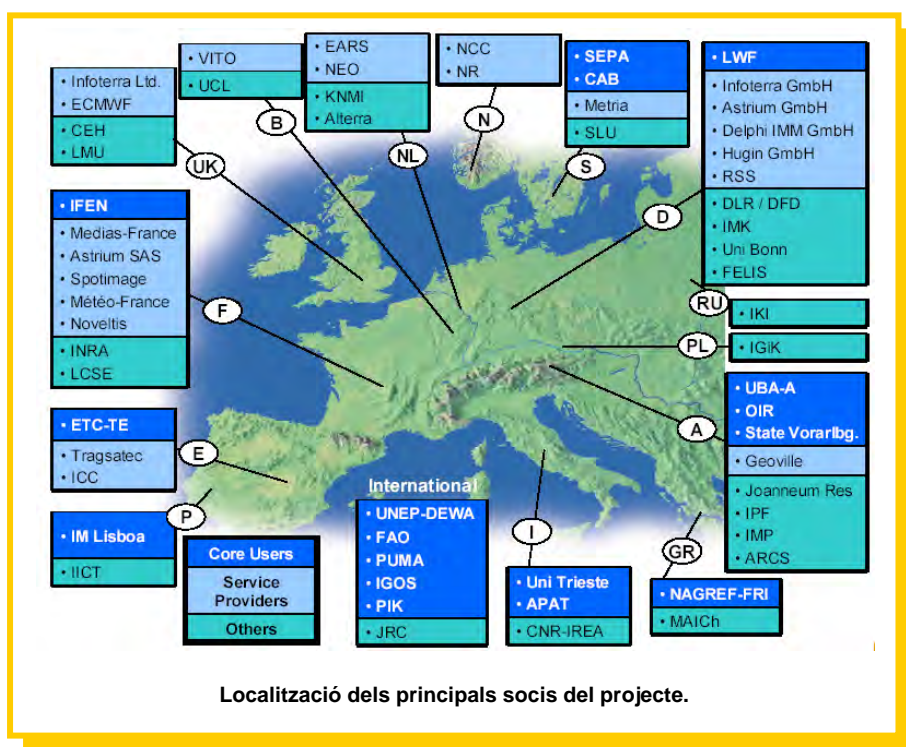 • Infoterra Ltd.
• ECMWF
• CEH
• LMU
UK
• VITO
• UCL
B
• EARS
• NEO
• KNMI
• Alterra
NL
• NCC
• NR
N
• SEPA
• CAB
• Metria
• SLU
S
• LWF
• Infoterra GmbH
• Astrium GmbH
• Delphi IMM GmbH
• Hugin GmbH
• RSS
• DLR / DFD
• IMK
• Uni Bonn
• FELIS
D
• IFEN
• Medias-France
• Astrium SAS
• Spotimage
• Météo-France
• Noveltis
• INRA
• LCSE
F
RU
• IKI
PL
• IGiK
• UBA-A
• OIR
• State Vorarlbg.
• Geoville
• Joanneum Res
• IPF
• IMP
• ARCS
A
• ETC-TE
• Tragsatec
• ICC
E
P
• IM Lisboa
• IICT
Core Users
Service
Providers
Others
International
• UNEP-DEWA
• FAO
• PUMA
• IGOS
• PIK
• JRC
I
• Uni Trieste
• APAT
• CNR-IREA
GR
• NAGREF-FRI
• MAICh
Localització dels principals socis del projecte.